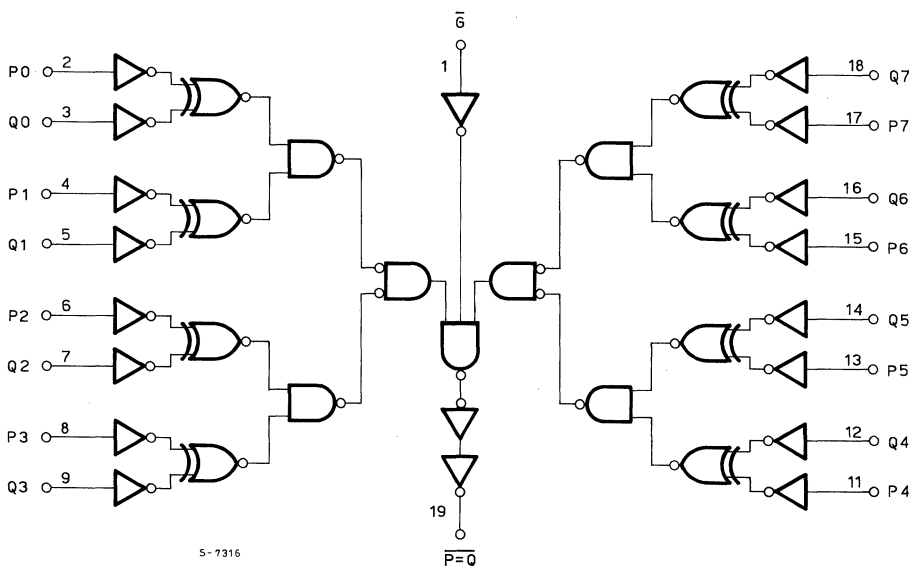 G̅
1
P0 2
Q0 3
P1 4
Q1 5
P2 6
Q2 7
P3 8
Q3 9
18 Q7
17 P7
16 Q6
15 P6
14 Q5
13 P5
12 Q4
11 P4
19
P̅=̅Q̅
S-7316